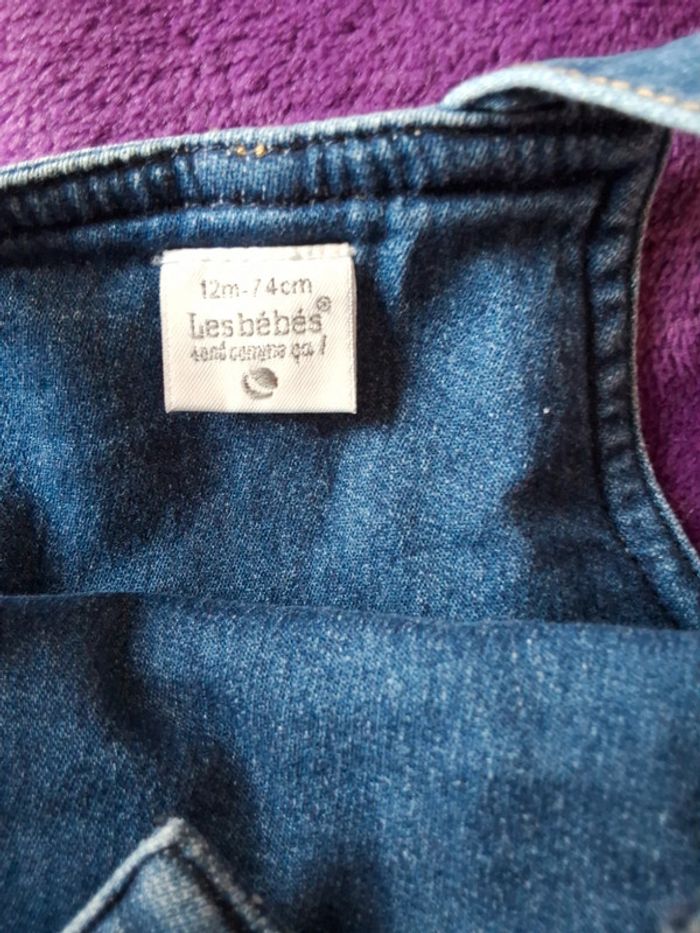 12m-74cm
Les bébés®
sont comme ça !